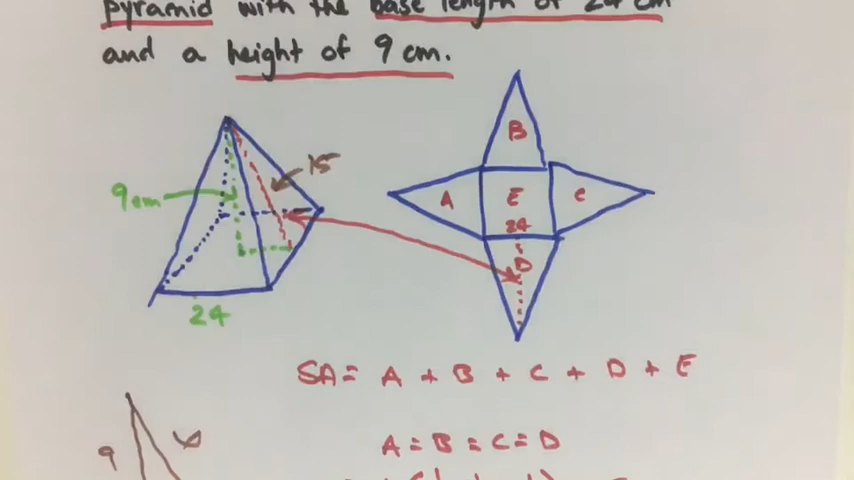 pyramid with the base length of 24 cm
and a height of 9 cm.
B
15
9cm
A
E
C
24
D
24
SA = A + B + C + D + E
A = B = C = D
9